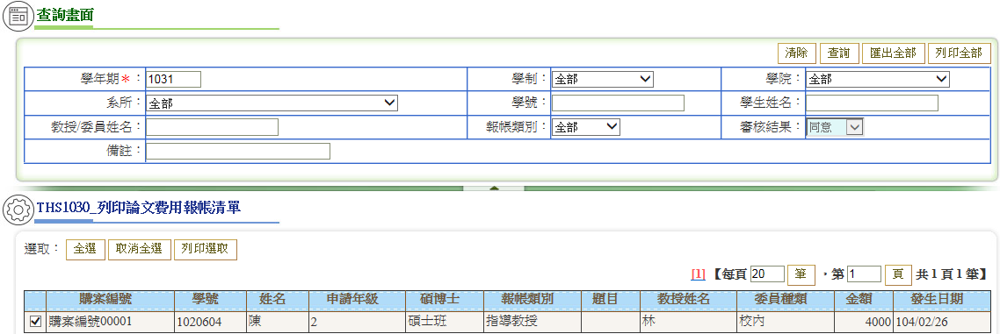 查詢畫面
清除 查詢 匯出全部 列印全部
學年期*： 1031 學制： 全部 學院： 全部
系所： 全部 學號： 學生姓名：
教授/委員姓名： 報帳類別： 全部 審核結果： 同意
備註：
THS1030_列印論文費用報帳清單
選取： 全選 取消全選 列印選取
[1] 【每頁 20 筆 ，第 1 頁 共 1 頁 1 筆】
購案編號 學號 姓名 申請年級 碩博士 報帳類別 題目 教授姓名 委員種類 金額 發生日期
購案編號00001 1020604 陳 2 碩士班 指導教授 林 校內 4000 104/02/26